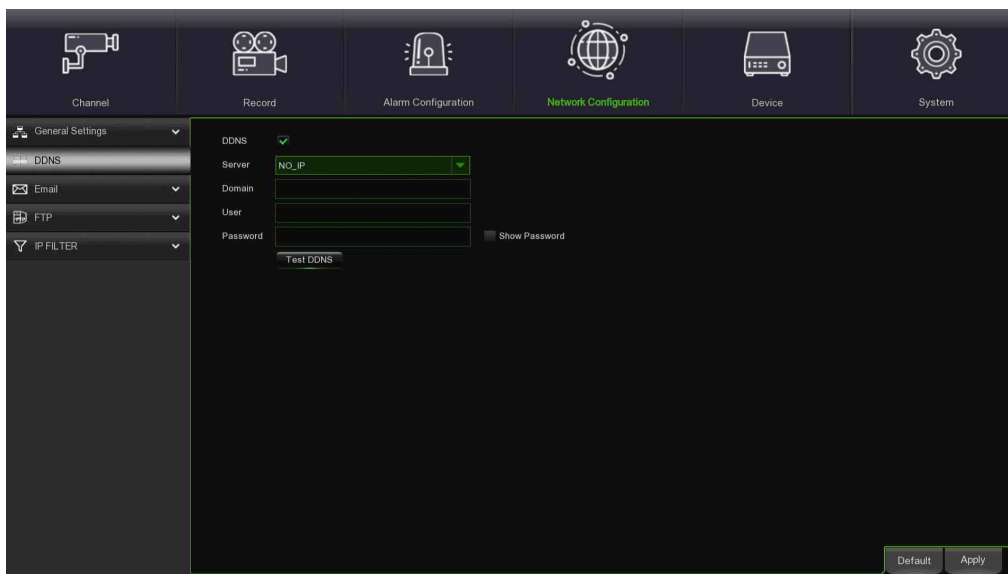 Channel
Record
Alarm Configuration
Network Configuration
Device
System
General Settings
DDNS
Email
FTP
IP FILTER
DDNS
Server NO_IP
Domain
User
Password Show Password
Test DDNS
Default Apply